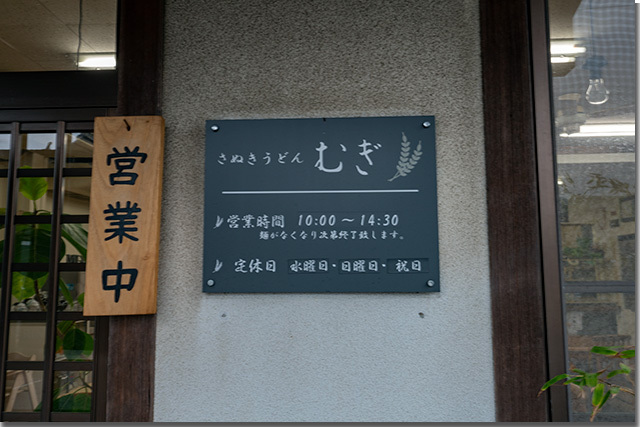 営業中
さぬきうどん むぎ
営業時間 10:00～14:30
麺がなくなり次第終了致します。
定休日 水曜日・日曜日・祝日